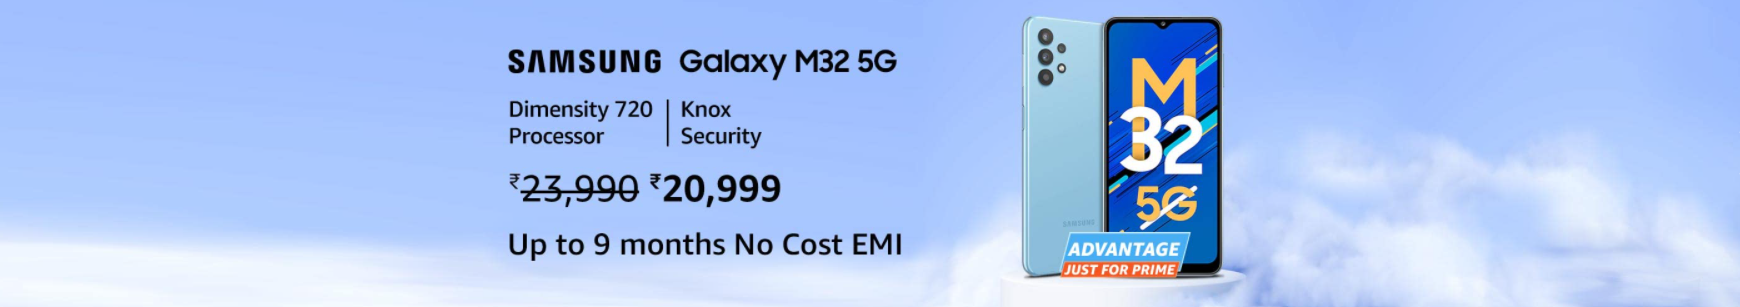 SAMSUNG Galaxy M32 5G
Dimensity 720 Processor | Knox Security
₹23,990 ₹20,999
Up to 9 months No Cost EMI
M
32
5G
SAMSUNG
ADVANTAGE
JUST FOR PRIME